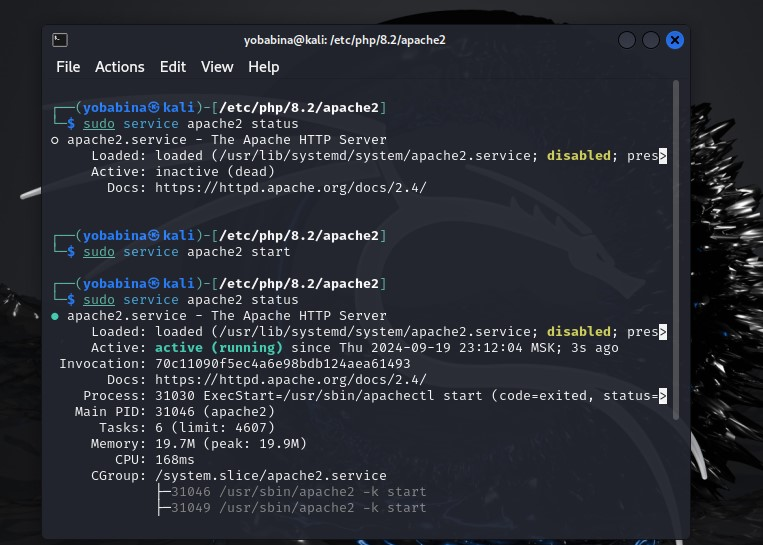 yobabina@kali: /etc/php/8.2/apache2
File Actions Edit View Help
┌──(yobabina㉿kali)-[/etc/php/8.2/apache2]
└─$ sudo service apache2 status
○ apache2.service - The Apache HTTP Server
Loaded: loaded (/usr/lib/systemd/system/apache2.service; disabled; pres>
Active: inactive (dead)
Docs: https://httpd.apache.org/docs/2.4/
┌──(yobabina㉿kali)-[/etc/php/8.2/apache2]
└─$ sudo service apache2 start
┌──(yobabina㉿kali)-[/etc/php/8.2/apache2]
└─$ sudo service apache2 status
● apache2.service - The Apache HTTP Server
Loaded: loaded (/usr/lib/systemd/system/apache2.service; disabled; pres>
Active: active (running) since Thu 2024-09-19 23:12:04 MSK; 3s ago
Invocation: 70c11090f5ec4a6e98bdb124aea61493
Docs: https://httpd.apache.org/docs/2.4/
Process: 31030 ExecStart=/usr/sbin/apachectl start (code=exited, status=>
Main PID: 31046 (apache2)
Tasks: 6 (limit: 4607)
Memory: 19.7M (peak: 19.9M)
CPU: 168ms
CGroup: /system.slice/apache2.service
├─31046 /usr/sbin/apache2 -k start
├─31049 /usr/sbin/apache2 -k start